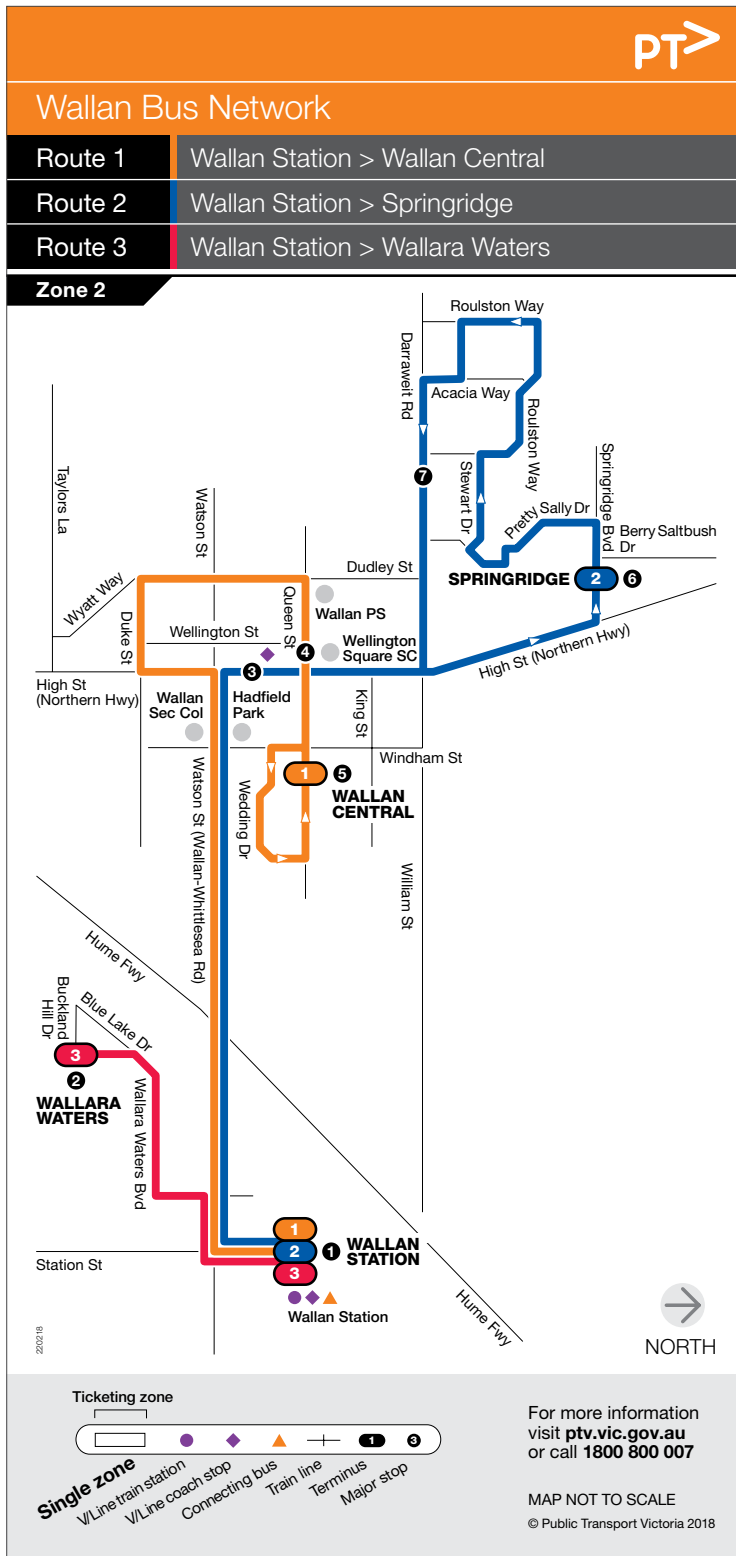 PT>
Wallan Bus Network
Route 1 Wallan Station > Wallan Central
Route 2 Wallan Station > Springridge
Route 3 Wallan Station > Wallara Waters
Zone 2
Roulston Way
Darraweit Rd
Acacia Way
Roulston Way
Taylors La
Watson St
7
Stewart Dr
Springridge Bvd
Pretty Sally Dr
Berry Saltbush
Dr
Dudley St
SPRINGRIDGE 2 6
Wyatt Way
Queen St
Wallan PS
Duke St
Wellington St
4
Wellington
Square SC
High St (Northern Hwy)
3
High St
(Northern Hwy)
Wallan
Sec Col
Hadfield
Park
King St
Windham St
1 5
WALLAN
CENTRAL
Wedding Dr
Watson St (Wallan-Whittlesea Rd)
William St
Hume Fwy
Buckland
Hill Dr
Blue Lake Dr
3
2
WALLARA
WATERS
Wallara Waters Bvd
1
2 1
WALLAN
STATION
3
Station St
Wallan Station
Hume Fwy
NORTH
220218
Ticketing zone
1
3
Single zone
V/Line train station
V/Line coach stop
Connecting bus
Train line
Terminus
Major stop
For more information
visit ptv.vic.gov.au
or call 1800 800 007
MAP NOT TO SCALE
© Public Transport Victoria 2018